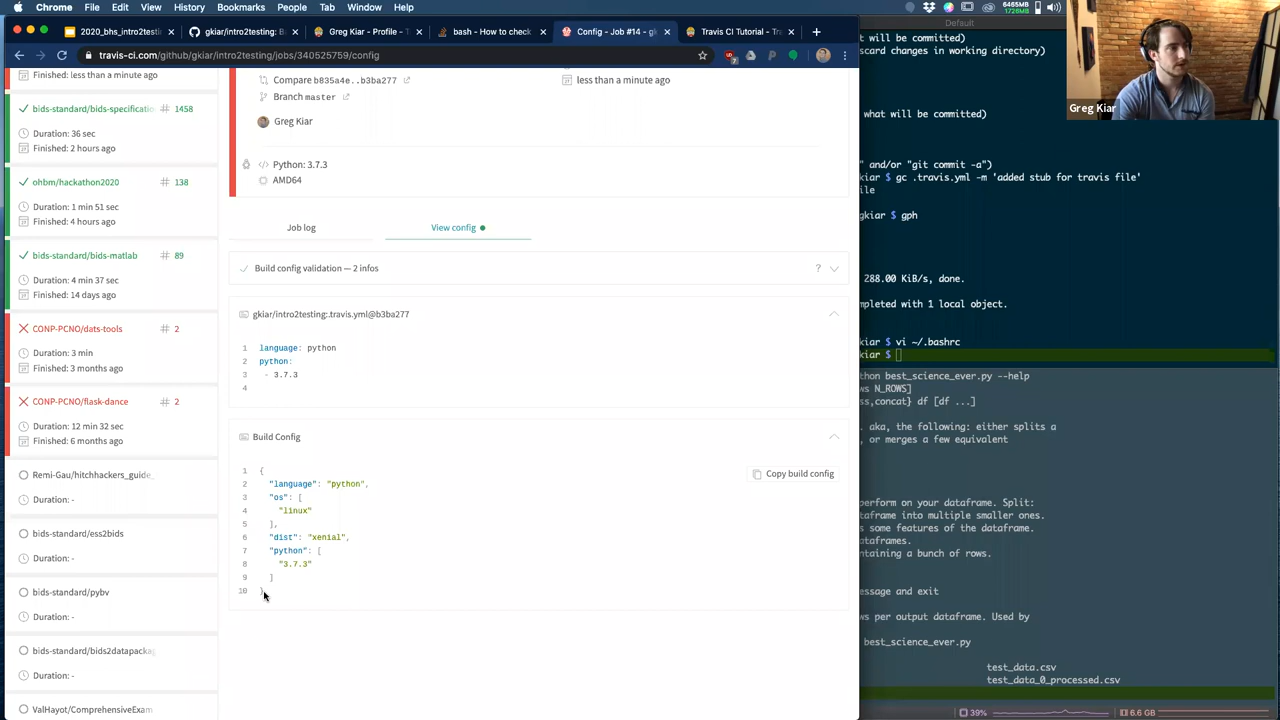 Chrome File Edit View History Bookmarks People Tab Window Help
6465MB
1726MB
2020_bhs_intro2testin
gkiar/intro2testing: B
Greg Kiar - Profile - T
bash - How to check
Config - Job #14 - gk
Travis CI Tutorial - Tra
Default
travis-ci.com/github/gkiar/intro2testing/jobs/340525759/config
Finished: less than a minute ago
bids-standard/bids-specificatio # 1458
Duration: 36 sec
Finished: 2 hours ago
ohbm/hackathon2020 # 138
Duration: 1 min 51 sec
Finished: 4 hours ago
bids-standard/bids-matlab # 89
Duration: 4 min 37 sec
Finished: 14 days ago
CONP-PCNO/dats-tools # 2
Duration: 3 min
Finished: 3 months ago
CONP-PCNO/flask-dance # 2
Duration: 12 min 32 sec
Finished: 6 months ago
Remi-Gau/hitchhackers_guide_
Duration: -
bids-standard/ess2bids
Duration: -
bids-standard/pybv
Duration: -
bids-standard/bids2datapackag
Duration: -
ValHayot/ComprehensiveExam
Compare b835a4e..b3ba277
less than a minute ago
Branch master
Greg Kiar
Python: 3.7.3
AMD64
Job log
View config
Build config validation — 2 infos
?
gkiar/intro2testing:.travis.yml@b3ba277
1 language: python
2 python:
3 - 3.7.3
4
Build Config
Copy build config
1 {
2 "language": "python",
3 "os": [
4 "linux"
5 ],
6 "dist": "xenial",
7 "python": [
8 "3.7.3"
9 ]
10 }
t will be committed)
scard changes in working directory)
what will be committed)
" and/or "git commit -a")
kiar $ gc .travis.yml -m 'added stub for travis file'
ile
gkiar $ gph
288.00 KiB/s, done.
mpleted with 1 local object.
kiar $ vi ~/.bashrc
kiar $
thon best_science_ever.py --help
ws N_ROWS]
ss,concat} df [df ...]
. aka, the following: either splits a
, or merges a few equivalent
perform on your dataframe. Split:
taframe into multiple smaller ones.
s some features of the dataframe.
ataframes.
ntaining a bunch of rows.
essage and exit
ws per output dataframe. Used by
best_science_ever.py
test_data.csv
test_data_0_processed.csv
39%
6.6 GB
Greg Kiar